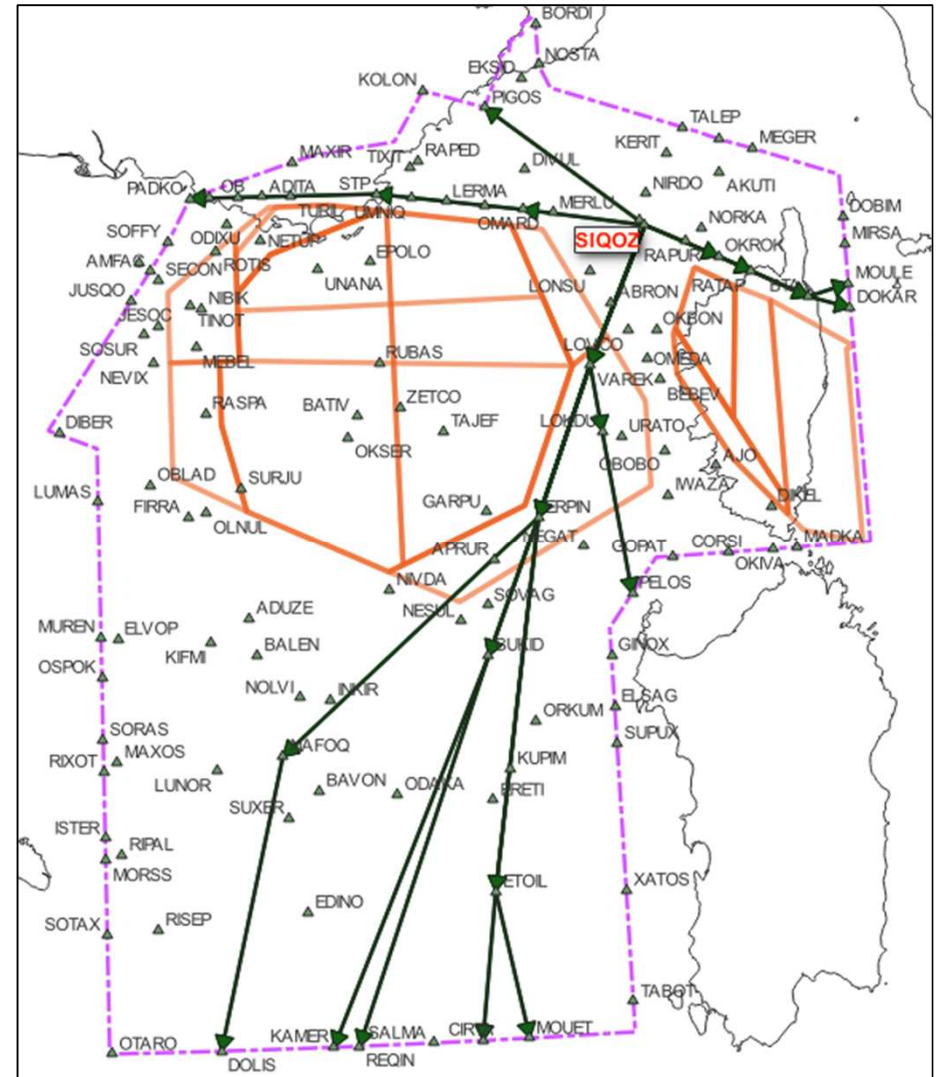 BORDI
NOSTA
EKSID
KOLON
PIGOS
TALEP
MEGER
KERIT
MAXIR
TIXIT
RAPED
DIVUL
AKUTI
NIRDO
PADKO
OB
ADITA
STP
LERMA
MERLU
DOBIM
TURIL
UMNIQ
OMARD
NORKA
SOFFY
ODIXU
NETUP
SIQOZ
RAPUR
OKROK
MIRSA
AMFAG
SECON
ROTIS
EPOLO
UNANA
LONSU
ABRON
RATAP
BTA
MOULE
DOKAR
JUSQO
NIBIK
TINOT
JESOC
OKBON
SOSUR
NEVIX
MEBEL
RUBAS
LOMCO
VAREK
OMEDA
BEBEV
RASPA
BATIV
ZETCO
TAJEF
DIBER
OKSER
URATO
OBOBO
AJO
LUMAS
OBLAD
SURJU
IWAZA
DIKEL
FIRRA
OLNUL
GARPU
ERPIN
NEGAT
APRUR
GOPAT
CORSI
OKIVA
MADKA
NIVDA
NESUL
SOVAG
PELOS
ADUZE
MUREN
ELVOP
KIFMI
BALEN
BUKID
GINOX
OSPOK
NOLVI
INKIR
ORKUM
ELSAG
SUPUX
SORAS
MAFOQ
RIXOT
MAXOS
LUNOR
BAVON
KUPIM
SUXER
ERETI
ISTER
RIPAL
MORSS
ETOIL
XATOS
EDINO
SOTAX
RISEP
TABOT
OTARO
DOLIS
KAMER
SALMA
REQIN
MOUET